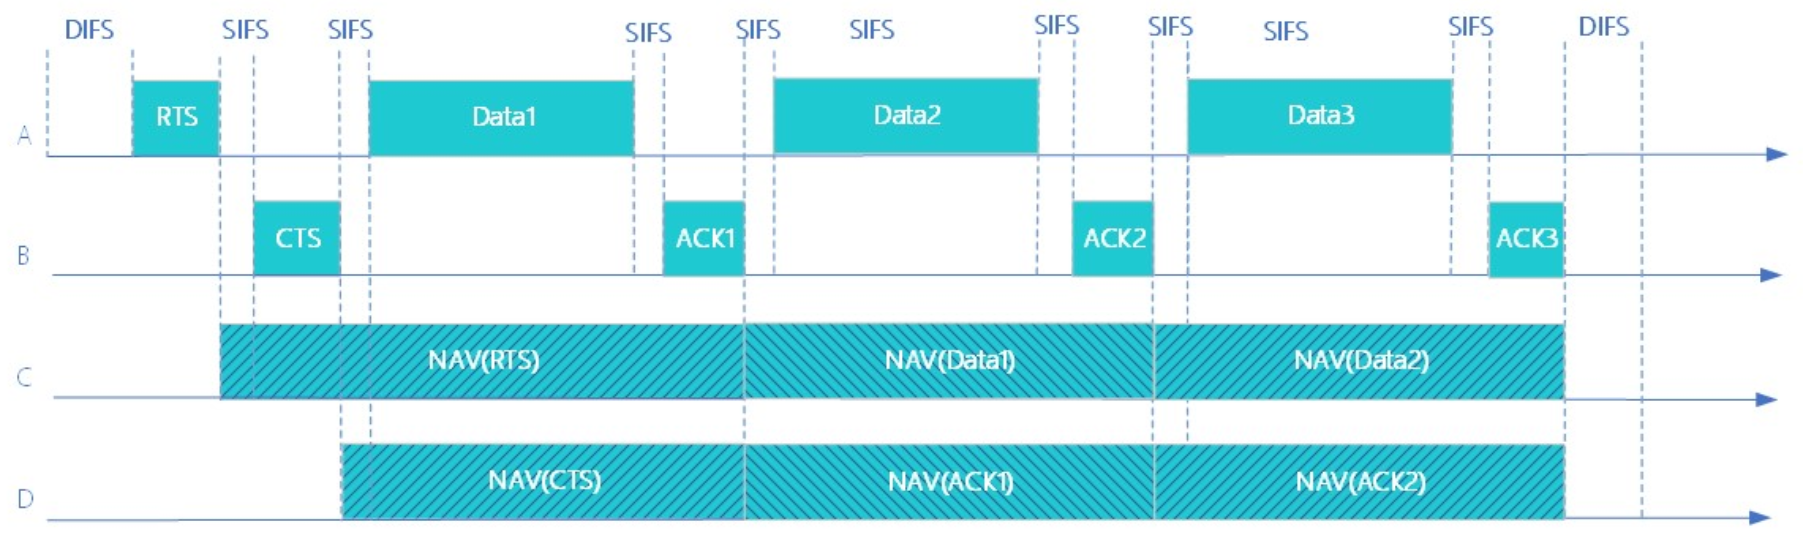 DIFS SIFS SIFS SIFS SIFS SIFS SIFS SIFS SIFS SIFS DIFS
A RTS Data1 Data2 Data3
B CTS ACK1 ACK2 ACK3
C NAV(RTS) NAV(Data1) NAV(Data2)
D NAV(CTS) NAV(ACK1) NAV(ACK2)